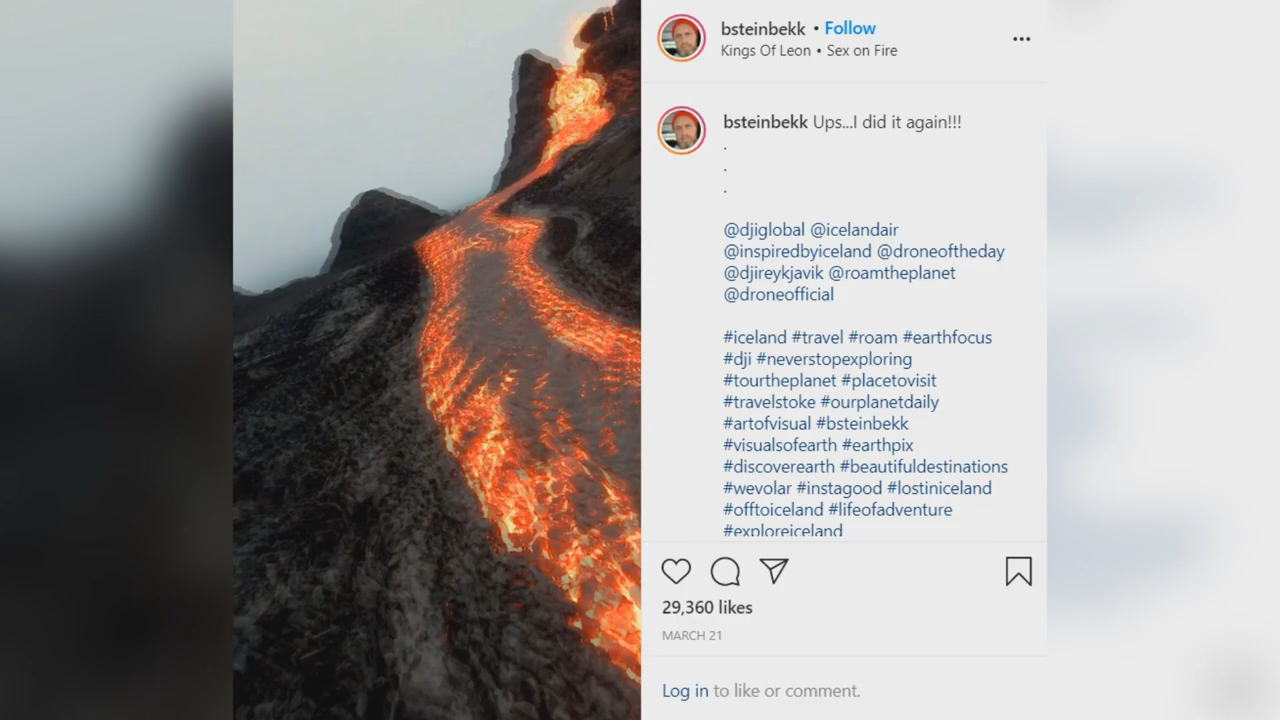 bsteinbekk • Follow
Kings Of Leon • Sex on Fire
bsteinbekk Ups...I did it again!!!
.
.
.
@djiglobal @icelandair
@inspiredbyiceland @droneoftheday
@djireykjavik @roamtheplanet
@droneofficial
#iceland #travel #roam #earthfocus
#dji #neverstopexploring
#tourtheplanet #placetovisit
#travelstoke #ourplanetdaily
#artofvisual #bsteinbekk
#visualsofearth #earthpix
#discoverearth #beautifuldestinations
#wevolar #instagood #lostiniceland
#offtoiceland #lifeofadventure
#exploreiceland
29,360 likes
MARCH 21
Log in to like or comment.